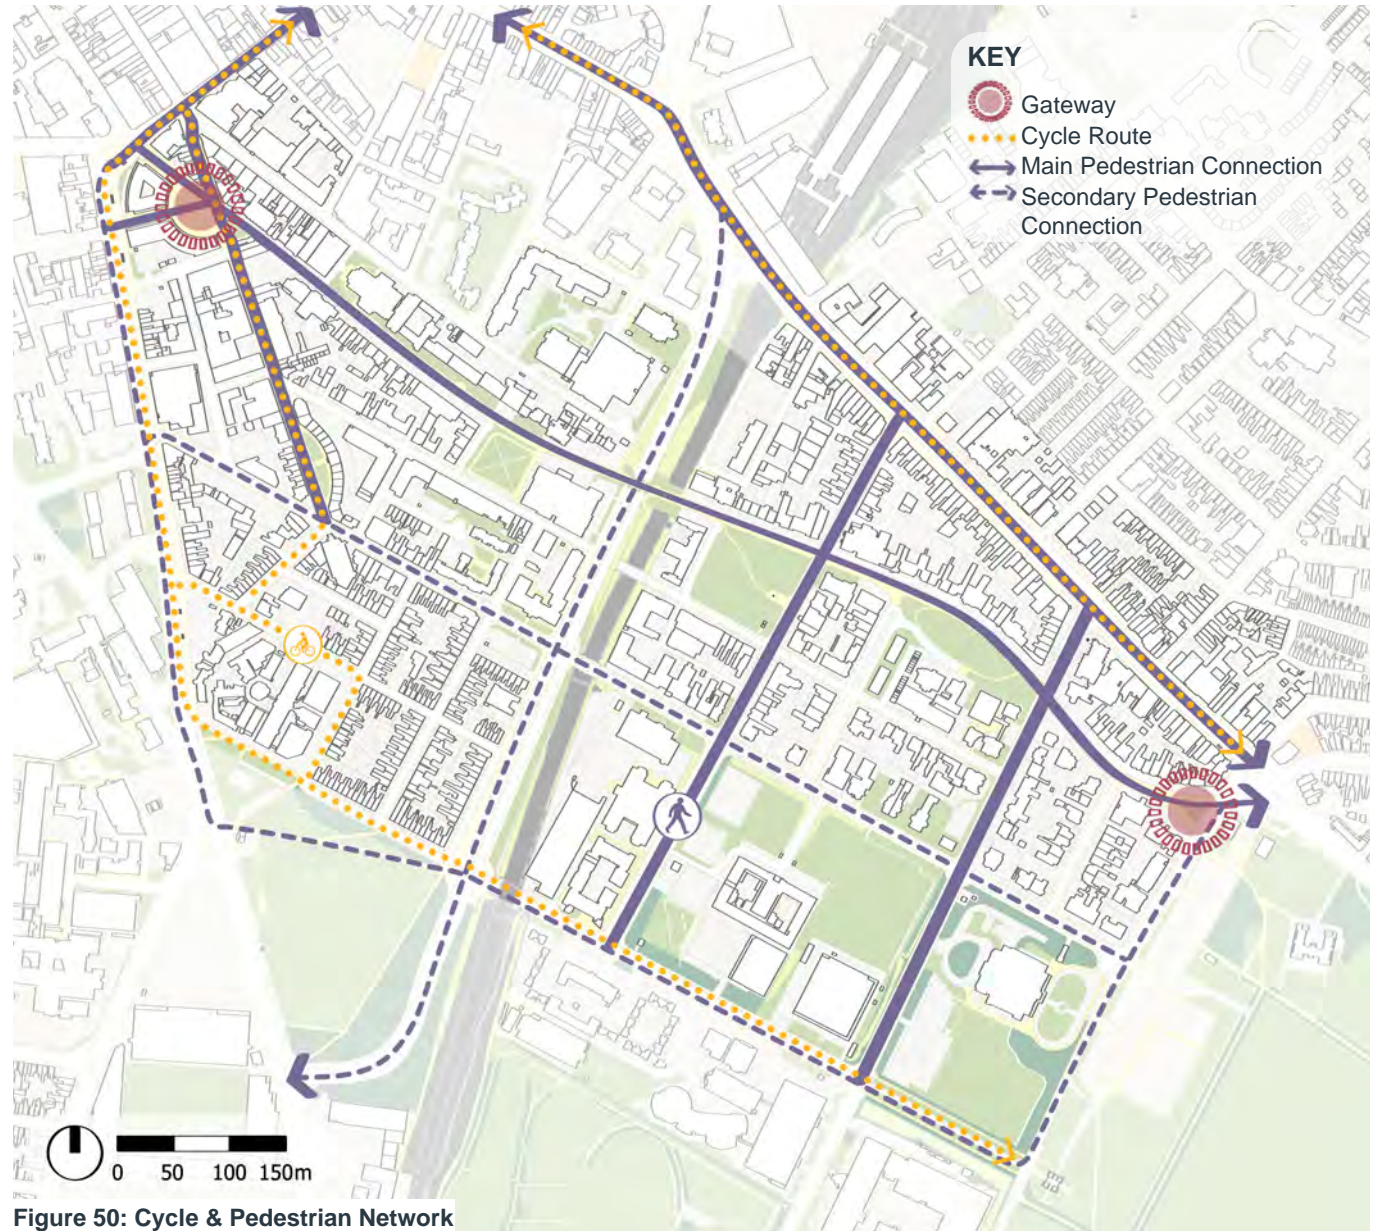 KEY
Gateway
Cycle Route
Main Pedestrian Connection
Secondary Pedestrian
Connection
0 50 100 150m
Figure 50: Cycle & Pedestrian Network